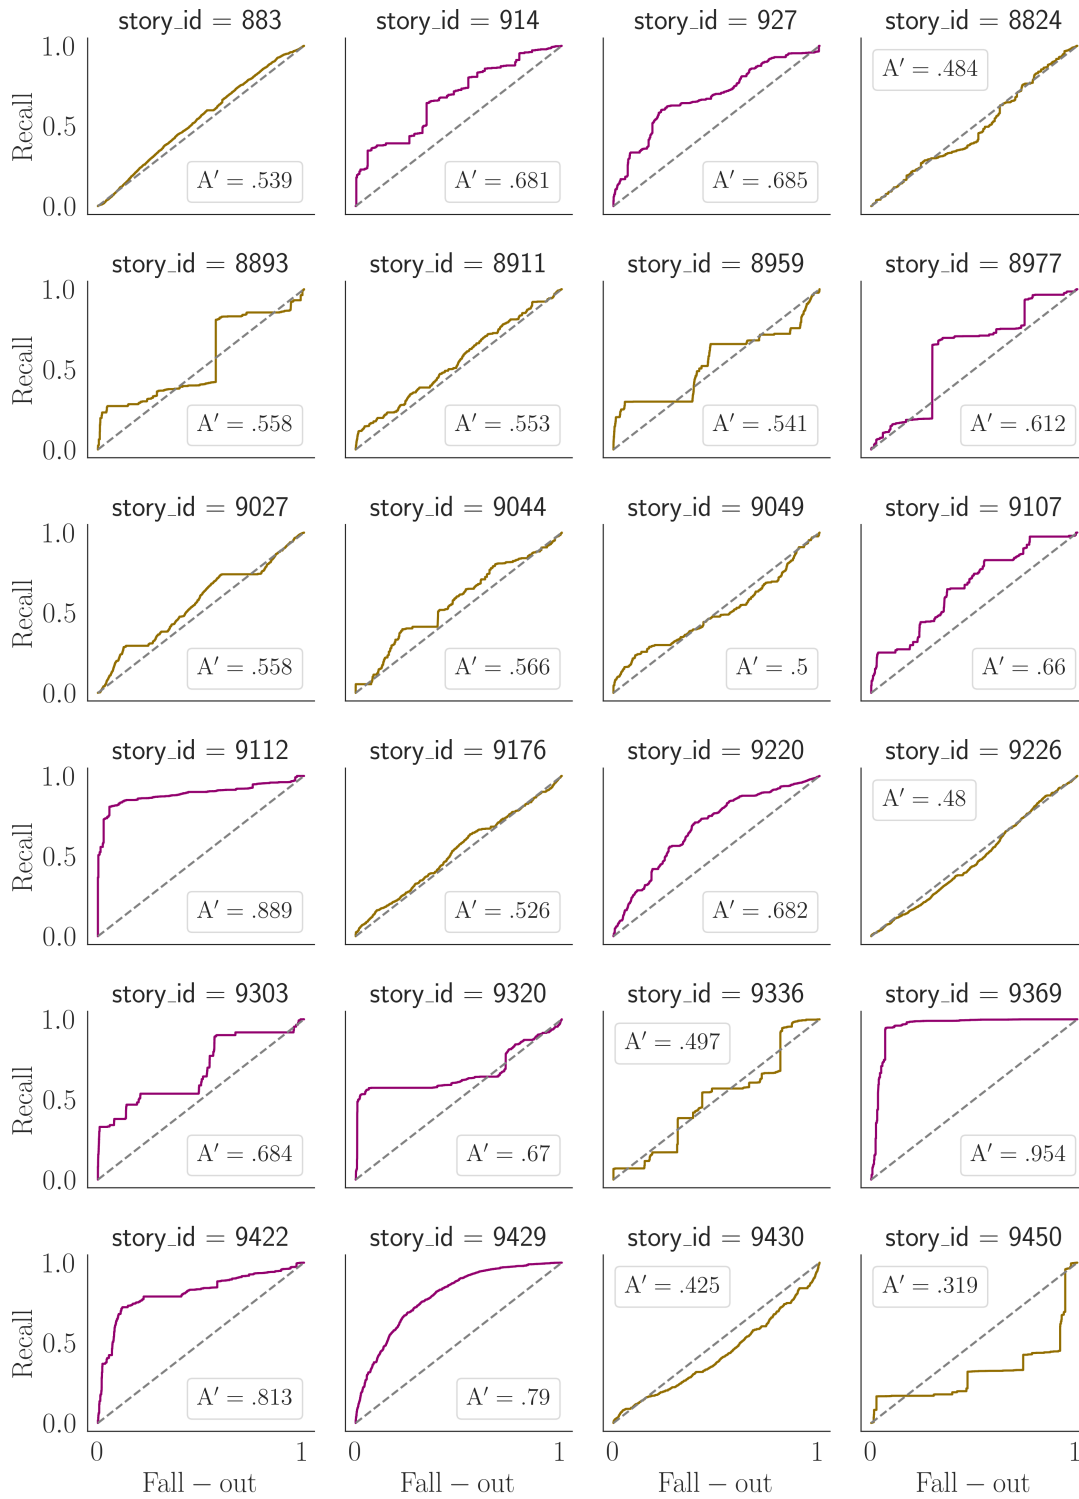 story_id = 883 story_id = 914 story_id = 927 story_id = 8824
1.0
Recall
0.5
0.0
A′ = .539
A′ = .681
A′ = .685
A′ = .484
story_id = 8893 story_id = 8911 story_id = 8959 story_id = 8977
1.0
Recall
0.5
0.0
A′ = .558
A′ = .553
A′ = .541
A′ = .612
story_id = 9027 story_id = 9044 story_id = 9049 story_id = 9107
1.0
Recall
0.5
0.0
A′ = .558
A′ = .566
A′ = .5
A′ = .66
story_id = 9112 story_id = 9176 story_id = 9220 story_id = 9226
1.0
Recall
0.5
0.0
A′ = .889
A′ = .526
A′ = .682
A′ = .48
story_id = 9303 story_id = 9320 story_id = 9336 story_id = 9369
1.0
Recall
0.5
0.0
A′ = .684
A′ = .67
A′ = .497
A′ = .954
story_id = 9422 story_id = 9429 story_id = 9430 story_id = 9450
1.0
Recall
0.5
0.0
A′ = .813
A′ = .79
A′ = .425
A′ = .319
0 1 0 1 0 1 0 1
Fall − out Fall − out Fall − out Fall − out